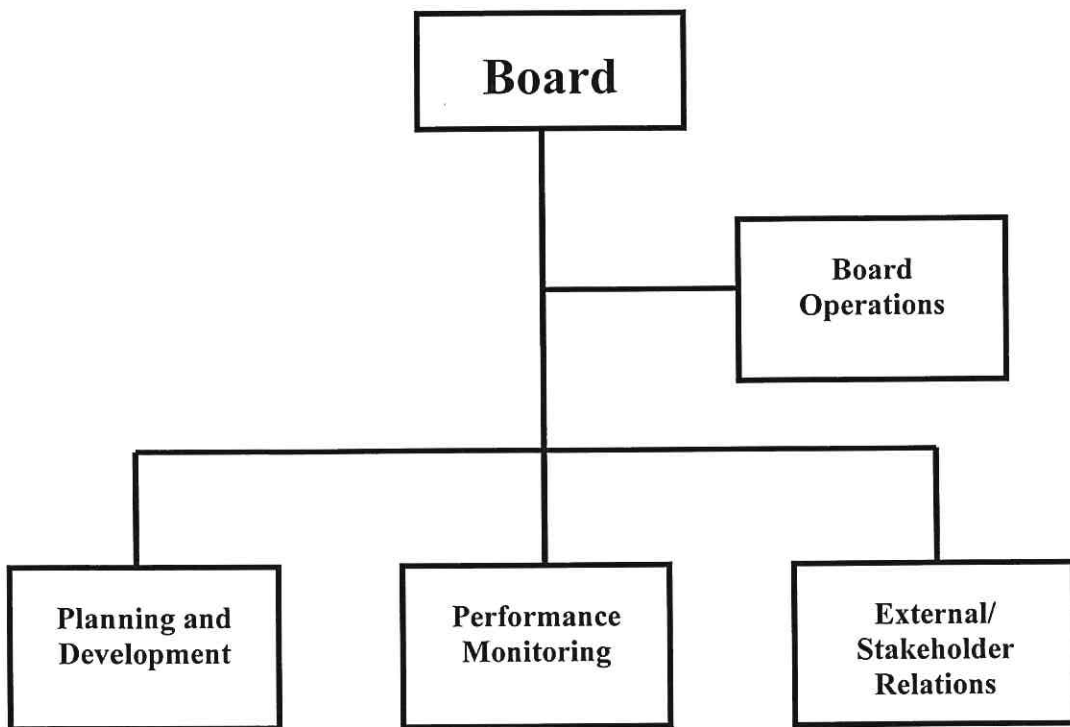 Board
Board
Operations
Planning and
Development
Performance
Monitoring
External/
Stakeholder
Relations